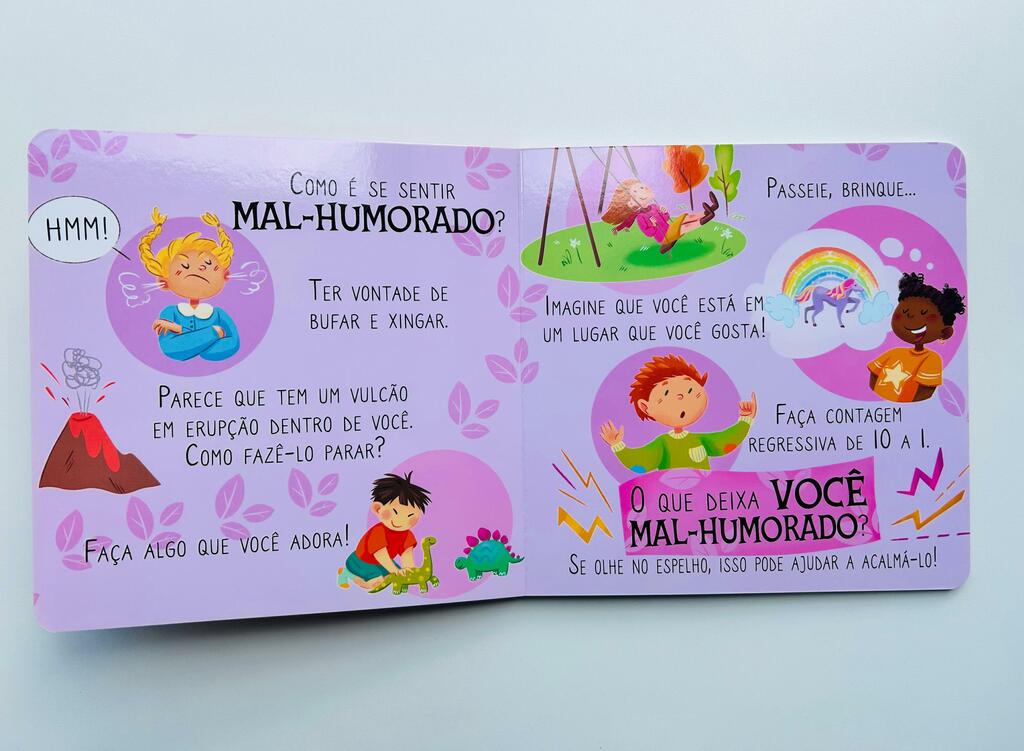 HMM!
COMO É SE SENTIR
MAL-HUMORADO?
TER VONTADE DE
BUFAR E XINGAR.
PARECE QUE TEM UM VULCÃO
EM ERUPÇÃO DENTRO DE VOCÊ.
COMO FAZÊ-LO PARAR?
FAÇA ALGO QUE VOCÊ ADORA!
PASSEIE, BRINQUE...
IMAGINE QUE VOCÊ ESTÁ EM
UM LUGAR QUE VOCÊ GOSTA!
FAÇA CONTAGEM
REGRESSIVA DE 10 A 1.
O QUE DEIXA VOCÊ
MAL-HUMORADO?
SE OLHE NO ESPELHO, ISSO PODE AJUDAR A ACALMÁ-LO!